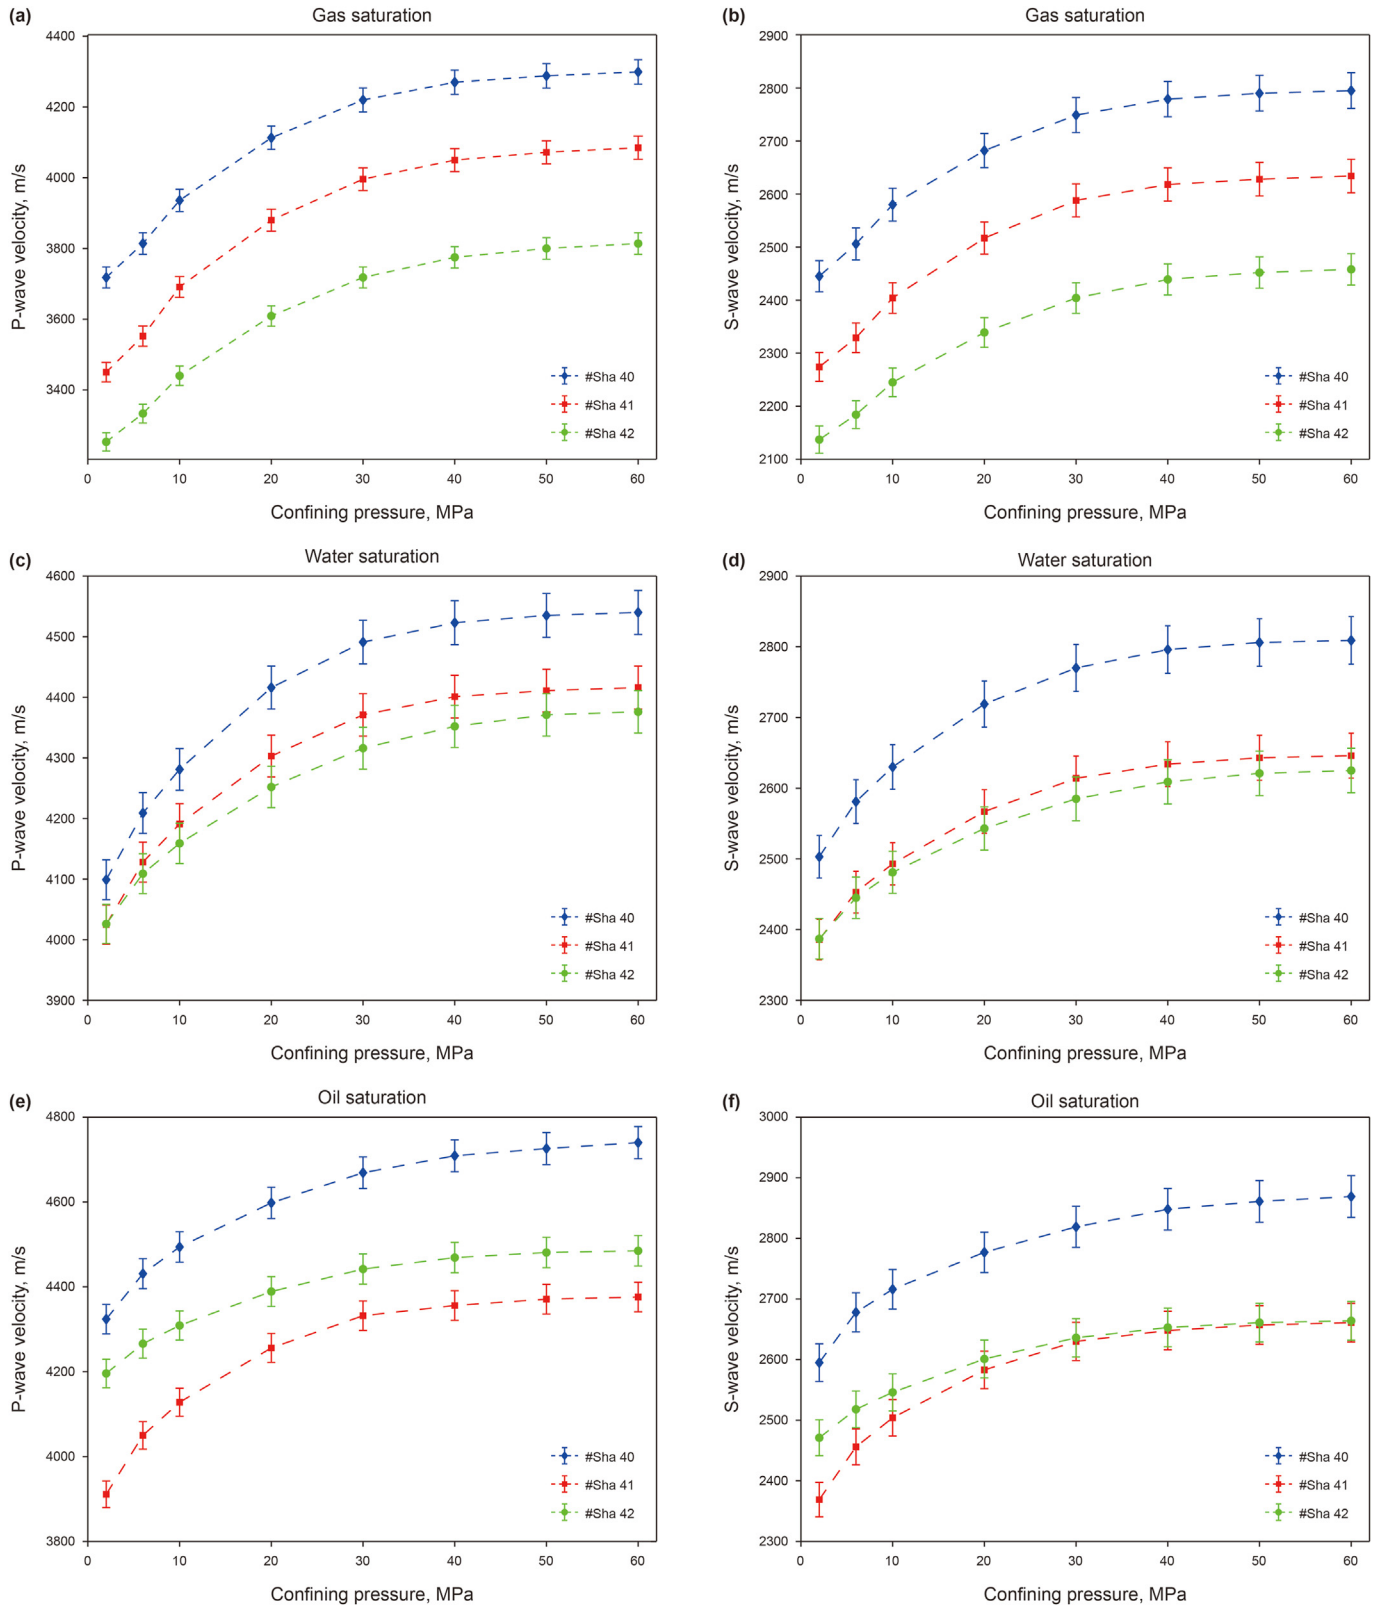 (a)
Gas saturation
P-wave velocity, m/s
4400
4200
4000
3800
3600
3400
0 10 20 30 40 50 60
Confining pressure, MPa
#Sha 40
#Sha 41
#Sha 42
(b)
Gas saturation
S-wave velocity, m/s
2900
2800
2700
2600
2500
2400
2300
2200
2100
0 10 20 30 40 50 60
Confining pressure, MPa
#Sha 40
#Sha 41
#Sha 42
(c)
Water saturation
P-wave velocity, m/s
4600
4500
4400
4300
4200
4100
4000
3900
0 10 20 30 40 50 60
Confining pressure, MPa
#Sha 40
#Sha 41
#Sha 42
(d)
Water saturation
S-wave velocity, m/s
2900
2800
2700
2600
2500
2400
2300
0 10 20 30 40 50 60
Confining pressure, MPa
#Sha 40
#Sha 41
#Sha 42
(e)
Oil saturation
P-wave velocity, m/s
4800
4600
4400
4200
4000
3800
0 10 20 30 40 50 60
Confining pressure, MPa
#Sha 40
#Sha 41
#Sha 42
(f)
Oil saturation
S-wave velocity, m/s
3000
2900
2800
2700
2600
2500
2400
2300
0 10 20 30 40 50 60
Confining pressure, MPa
#Sha 40
#Sha 41
#Sha 42